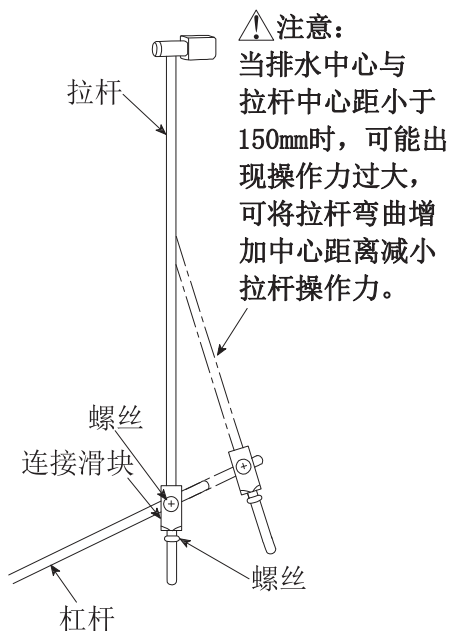 注意：
当排水中心与
拉杆中心距小于
150mm时，可能出
现操作力过大，
可将拉杆弯曲增
加中心距离减小
拉杆操作力。
拉杆
螺丝
连接滑块
螺丝
杠杆